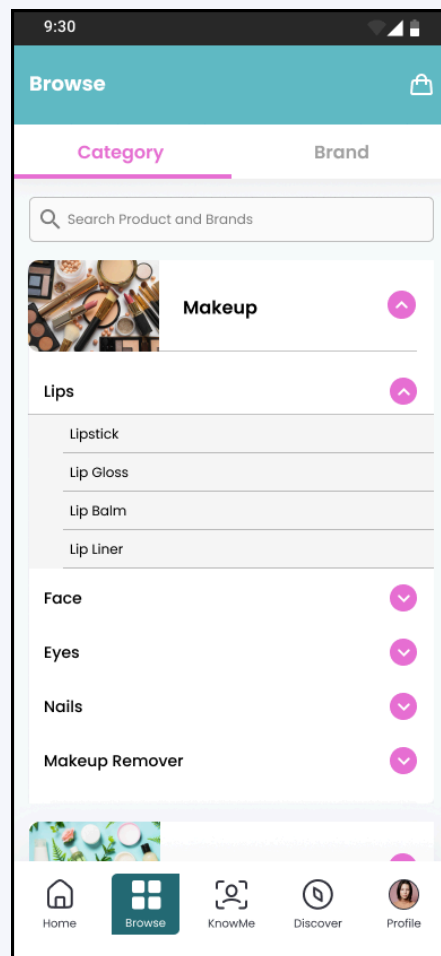 9:30
Browse
Category
Brand
Search Product and Brands
Makeup
Lips
Lipstick
Lip Gloss
Lip Balm
Lip Liner
Face
Eyes
Nails
Makeup Remover
Home
Browse
KnowMe
Discover
Profile